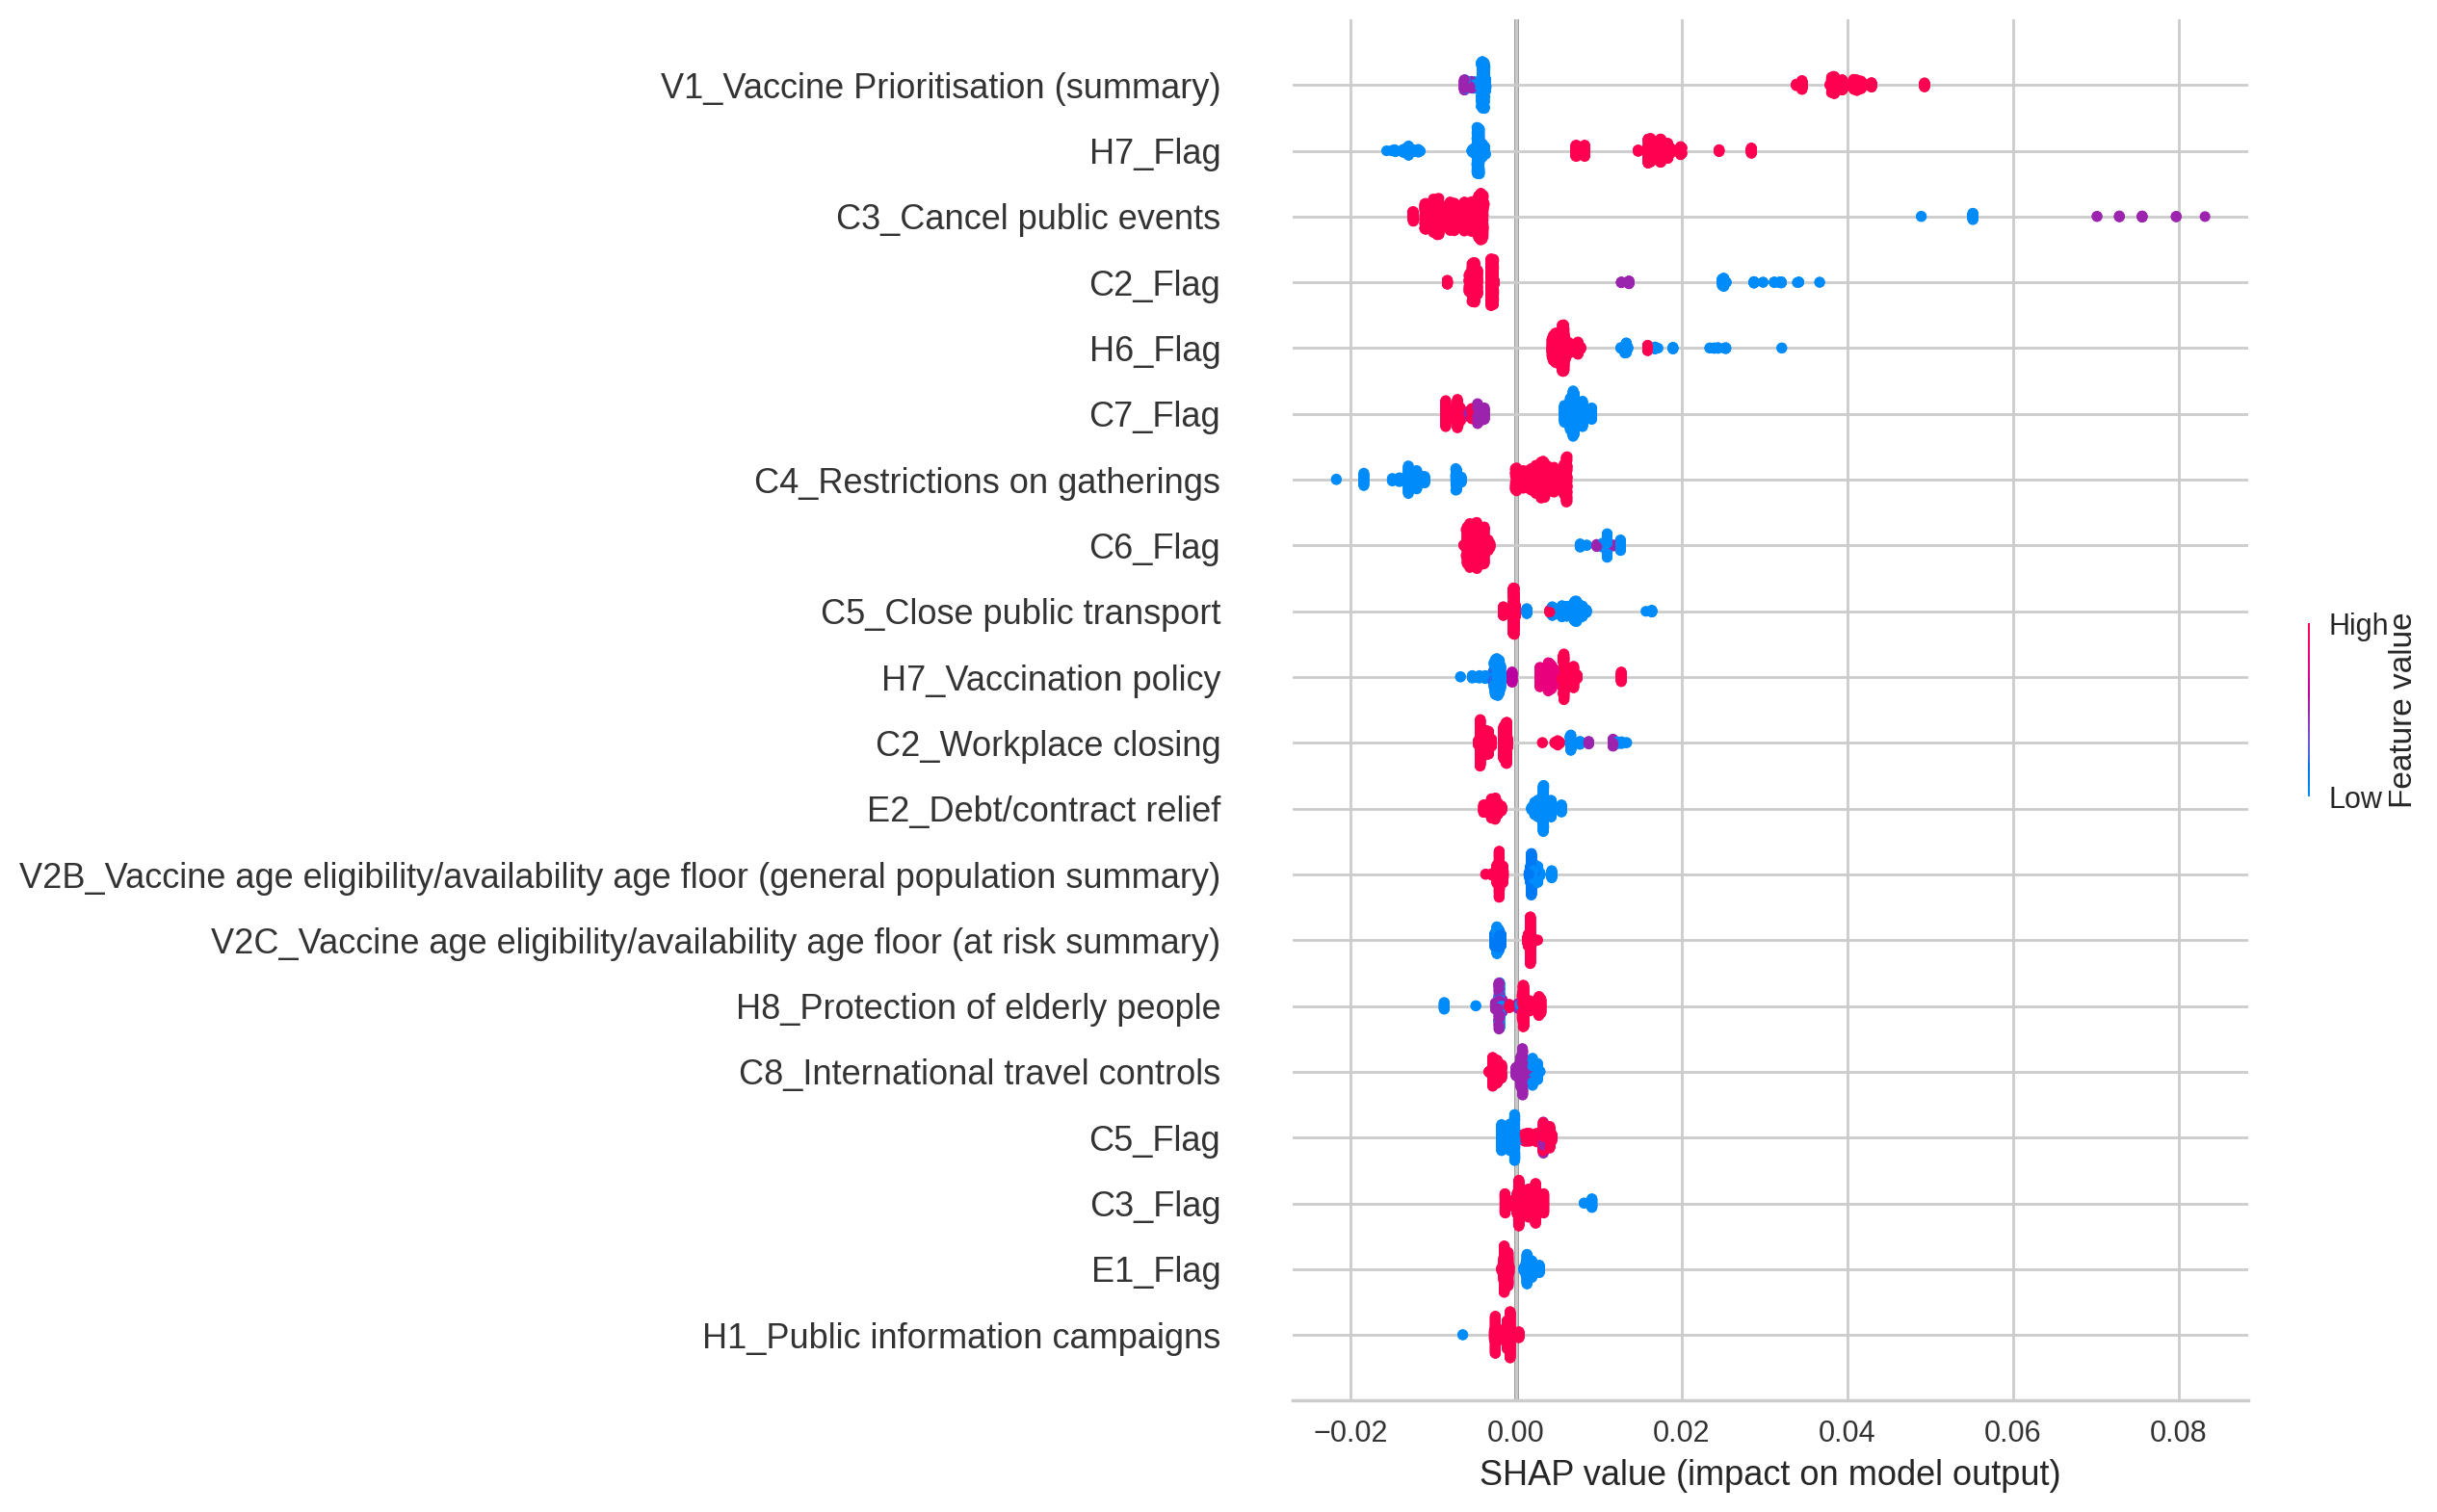 V1_Vaccine Prioritisation (summary)
H7_Flag
C3_Cancel public events
C2_Flag
H6_Flag
C7_Flag
C4_Restrictions on gatherings
C6_Flag
C5_Close public transport
H7_Vaccination policy
C2_Workplace closing
E2_Debt/contract relief
V2B_Vaccine age eligibility/availability age floor (general population summary)
V2C_Vaccine age eligibility/availability age floor (at risk summary)
H8_Protection of elderly people
C8_International travel controls
C5_Flag
C3_Flag
E1_Flag
H1_Public information campaigns
−0.02 0.00 0.02 0.04 0.06 0.08
SHAP value (impact on model output)
High
Low
Feature value